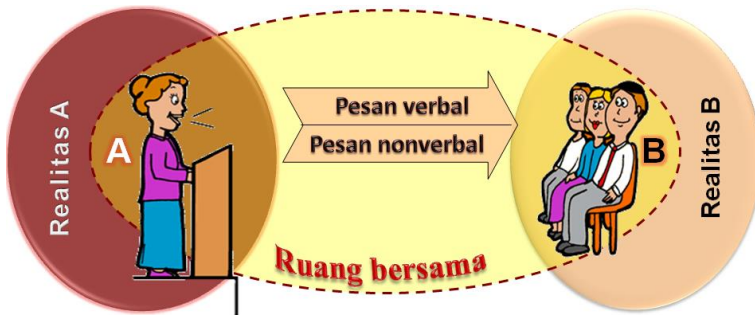 Realitas A
A
Pesan verbal
Pesan nonverbal
B
Realitas B
Ruang bersama